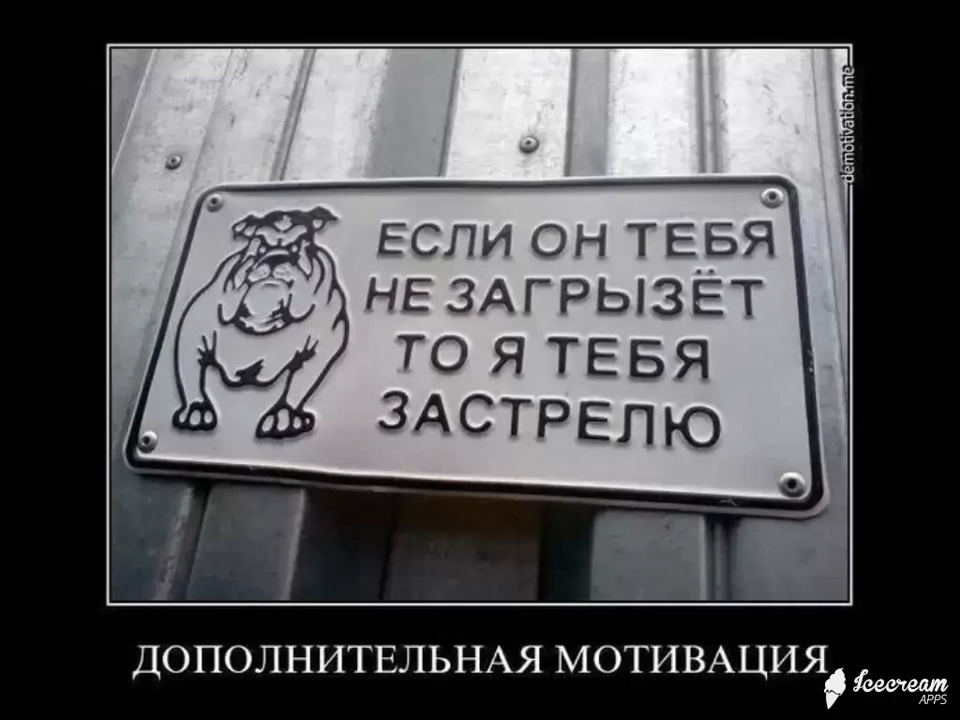 ЕСЛИ ОН ТЕБЯ
НЕ ЗАГРЫЗЁТ
ТО Я ТЕБЯ
ЗАСТРЕЛЮ
demotivation.me
ДОПОЛНИТЕЛЬНАЯ МОТИВАЦИЯ
Icecream
APPS